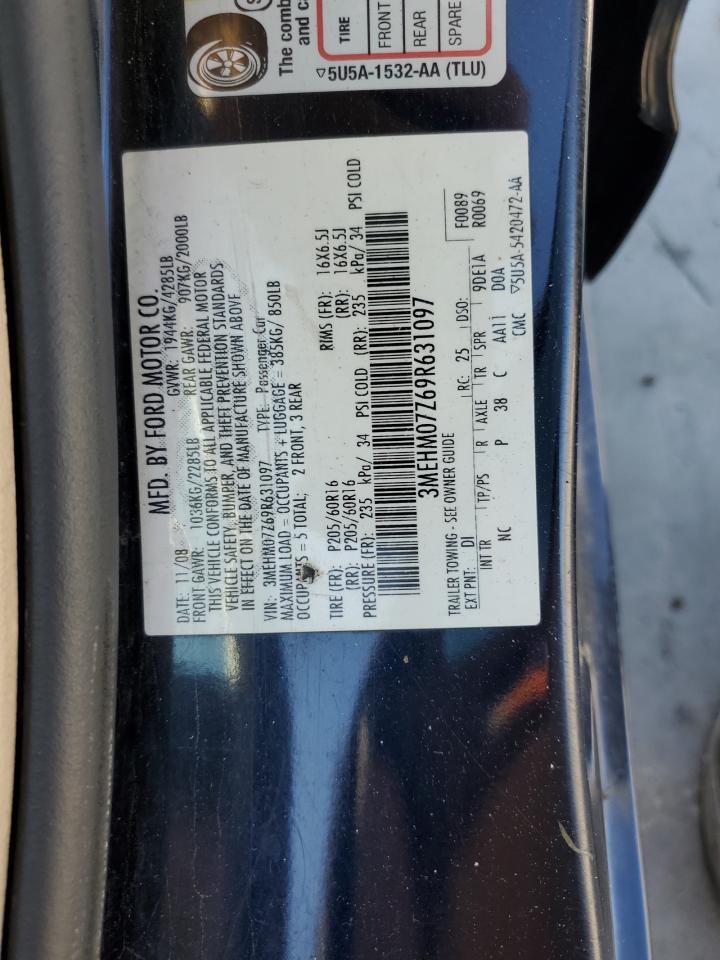 The comb
and ca
TIRE
FRONT
REAR
SPARE
▽5U5A-1532-AA (TLU)
MFD. BY FORD MOTOR CO.
DATE: 11/08 GVWR: 1944KG/4285LB
FRONT GAWR: 1036KG/2285LB REAR GAWR: 907KG/2000LB
THIS VEHICLE CONFORMS TO ALL APPLICABLE FEDERAL MOTOR
VEHICLE SAFETY, BUMPER, AND THEFT PREVENTION STANDARDS
IN EFFECT ON THE DATE OF MANUFACTURE SHOWN ABOVE
VIN: 3MEHM07Z69R631097 TYPE: Passenger Car
MAXIMUM LOAD = OCCUPANTS + LUGGAGE = 385KG/ 850LB
OCCUPANTS = 5 TOTAL; 2 FRONT, 3 REAR
TIRE (FR): P205/60R16 RIMS (FR): 16X6.5J
(RR): P205/60R16 (RR): 16X6.5J
PRESSURE (FR): 235 kPa/ 34 PSI COLD (RR): 235 kPa/ 34 PSI COLD
3MEHM07Z69R631097
TRAILER TOWING - SEE OWNER GUIDE F0089
EXT PNT: DI RC: 25 DSO: R0069
INT TR TP/PS R AXLE TR SPR 9DE1A
NC P 38 C AA11 D0A
CMC ▽5U5A-5420472-AA